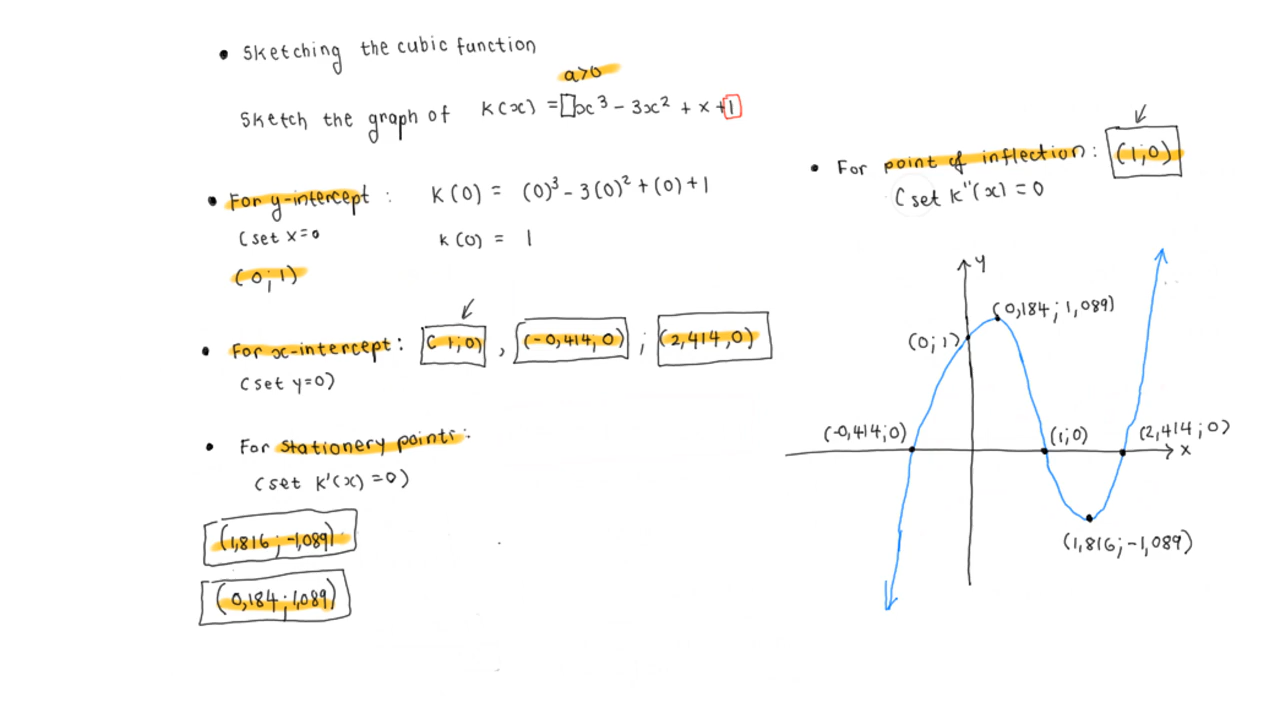 • Sketching the cubic function
a>0
Sketch the graph of k(x) = □x³ - 3x² + x + 1
• For y-intercept : k(0) = (0)³ - 3(0)² + (0) + 1
(set x=0 k(0) = 1
(0;1)
• For x-intercept : (1;0) , (-0,414;0) ; (2,414,0)
(set y=0)
• For stationery points:
(set k'(x) = 0)
(1,816; -1,089)
(0,184; 1,089)
• For point of inflection: (1;0)
(set k"(x) = 0
y
(0,184; 1,089)
(0;1)
(-0,414;0)
(1;0)
(2,414;0)
x
(1,816; -1,089)